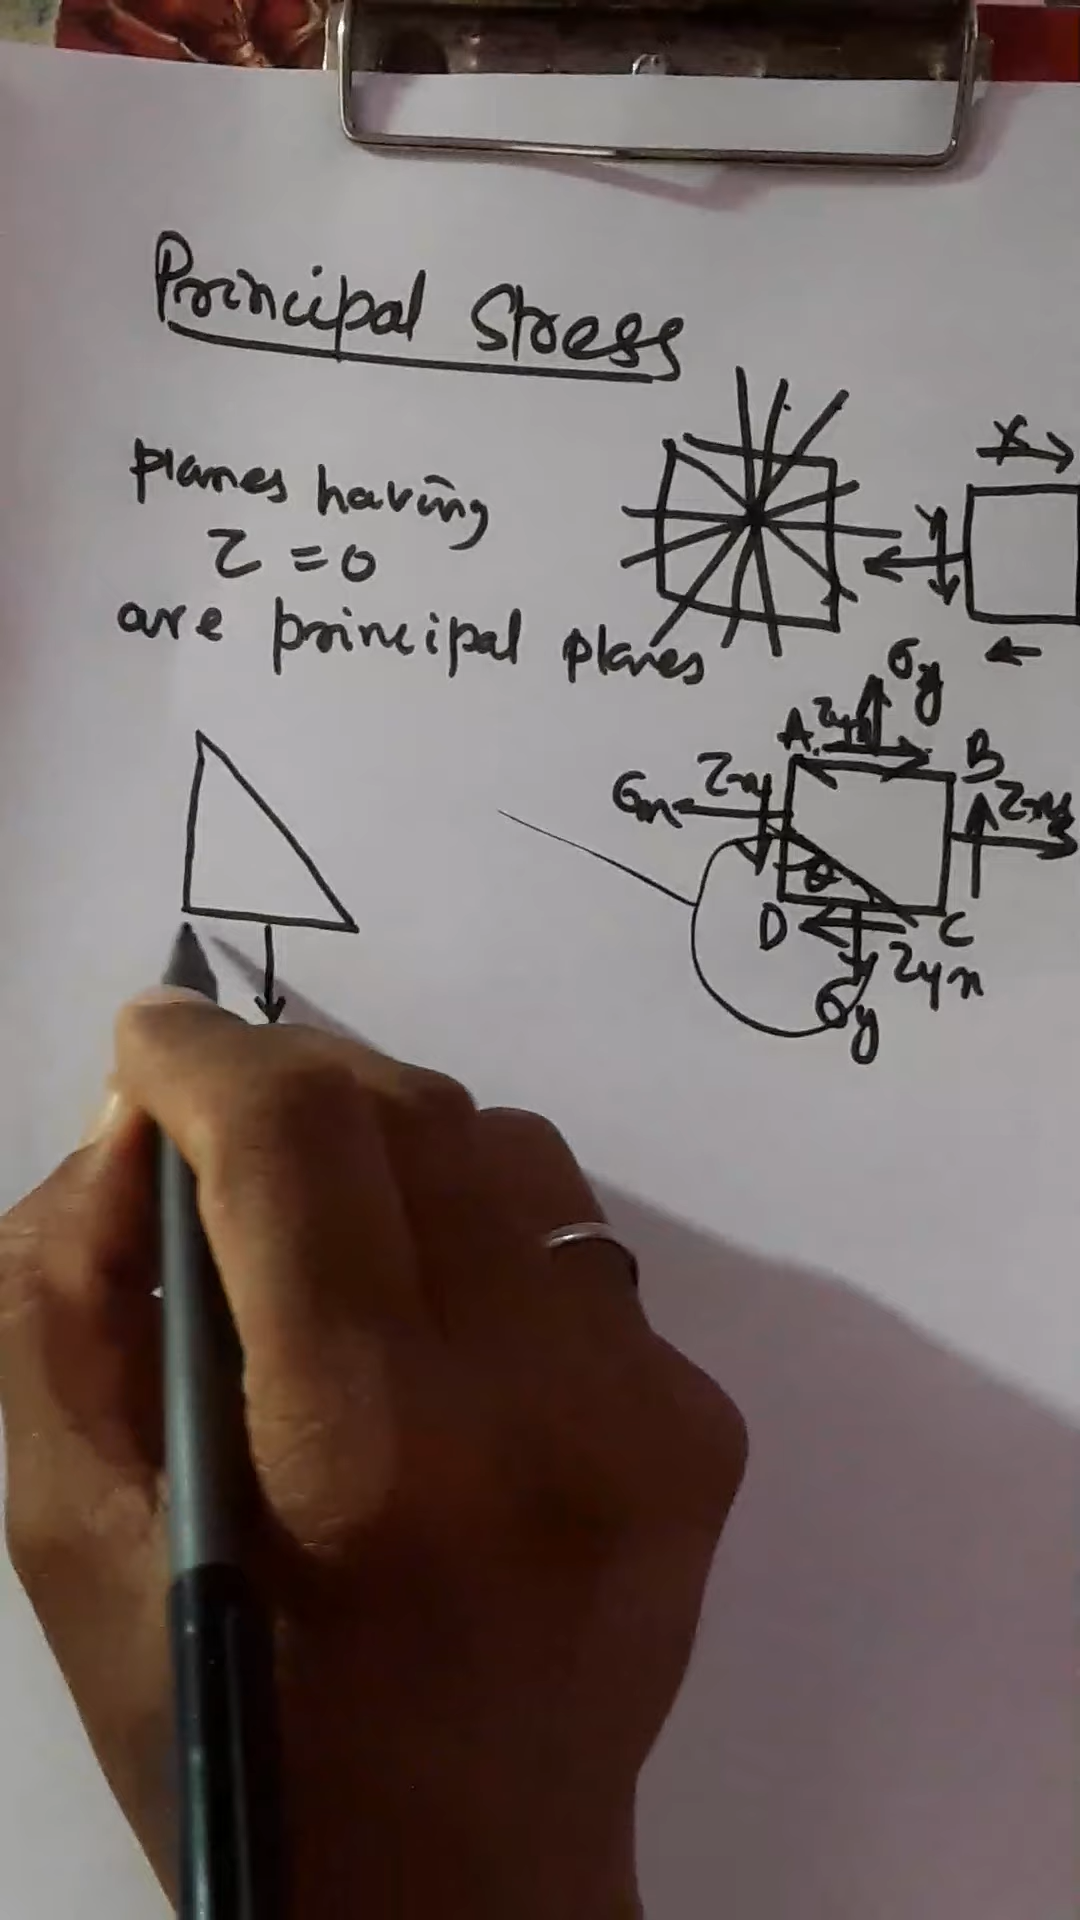 Principal Stress
planes having
τ = 0
are principal planes
σy
A
τyx
B
τxy
σx
τxy
θ
D
C
τyx
σy